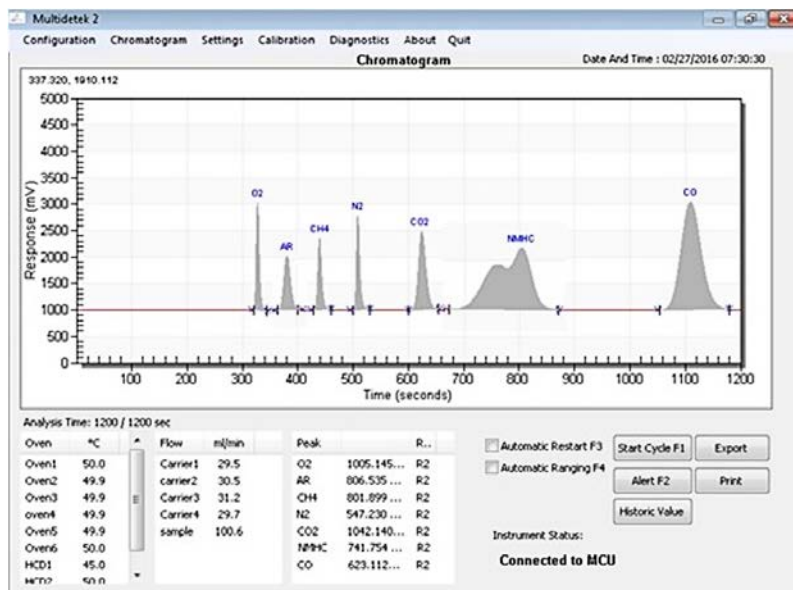 Multidetek 2
Configuration Chromatogram Settings Calibration Diagnostics About Quit
Chromatogram Date And Time : 02/27/2016 07:30:30
337.320, 1910.112
Response (mV)
5000
4500
4000
3500
3000
2500
2000
1500
1000
500
0
O2
AR
CH4
N2
CO2
NMHC
CO
100 200 300 400 500 600 700 800 900 1000 1100 1200
Time (seconds)
Analysis Time: 1200 / 1200 sec
Oven °C
Oven1 50.0
Oven2 49.9
Oven3 49.9
oven4 49.9
Oven5 49.9
Oven6 50.0
HCD1 45.0
HCD2 50.0
Flow ml/min
Carrier1 29.5
carrier2 30.5
Carrier3 31.2
Carrier4 29.7
sample 100.6
Peak R..
O2 1005.145... R2
AR 806.535 ... R2
CH4 801.899 ... R2
N2 547.230 ... R2
CO2 1042.140... R2
NMHC 741.754 ... R2
CO 623.112... R2
Automatic Restart F3
Automatic Ranging F4
Start Cycle F1 Export
Alert F2 Print
Historic Value
Instrument Status:
Connected to MCU